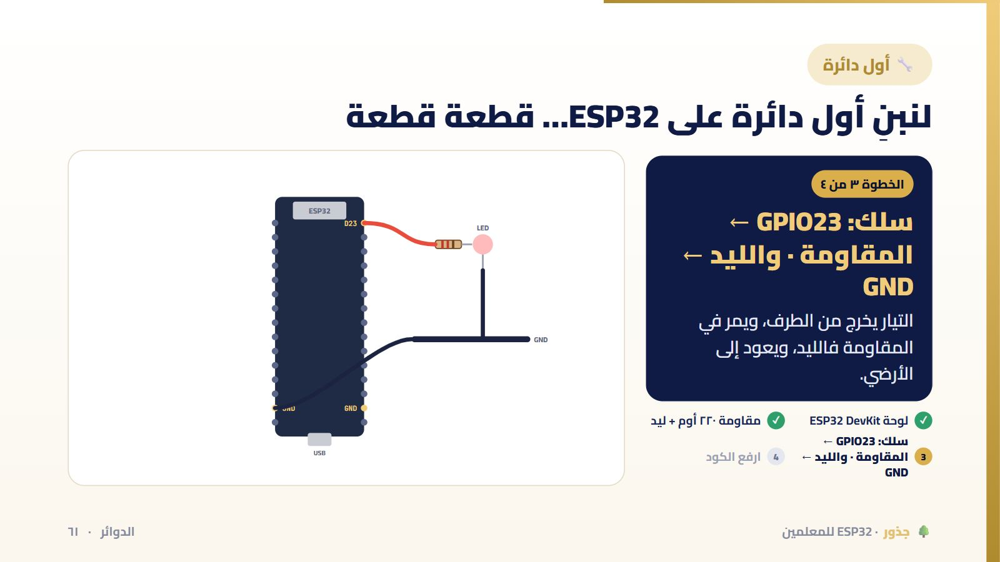 أول دائرة
لنبنِ أول دائرة على ESP32... قطعة قطعة
الخطوة ٣ من ٤
سلك: GPIO23 ←
المقاومة · والليد ←
GND
التيار يخرج من الطرف، ويمر في
المقاومة فالليد، ويعود إلى
الأرضي.
✓ لوحة ESP32 DevKit
✓ مقاومة ٢٢٠ أوم + ليد
3 سلك: GPIO23 ←
المقاومة · والليد ←
GND
4 ارفع الكود
ESP32
D23
LED
GND
GND
GND
USB
جذور · ESP32 للمعلمين
الدوائر · ٦١